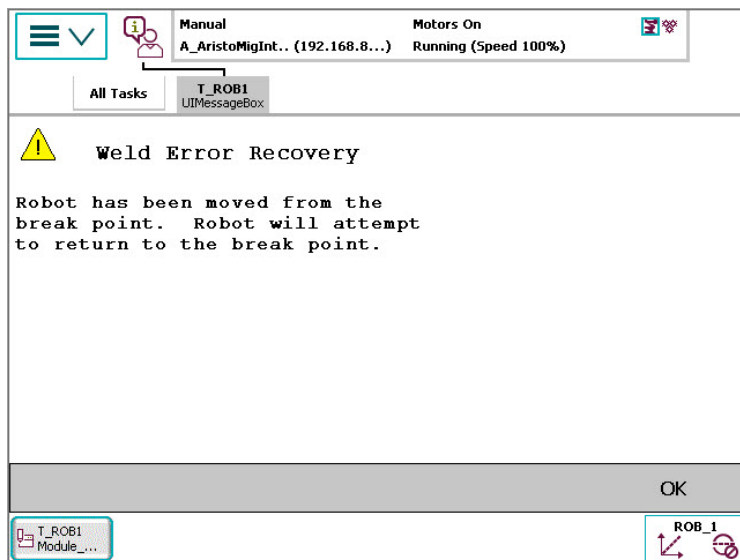 Manual
Motors On
A_AristoMigInt.. (192.168.8...)
Running (Speed 100%)
All Tasks
T_ROB1
UIMessageBox
Weld Error Recovery
Robot has been moved from the
break point. Robot will attempt
to return to the break point.
OK
T_ROB1
Module_...
ROB_1